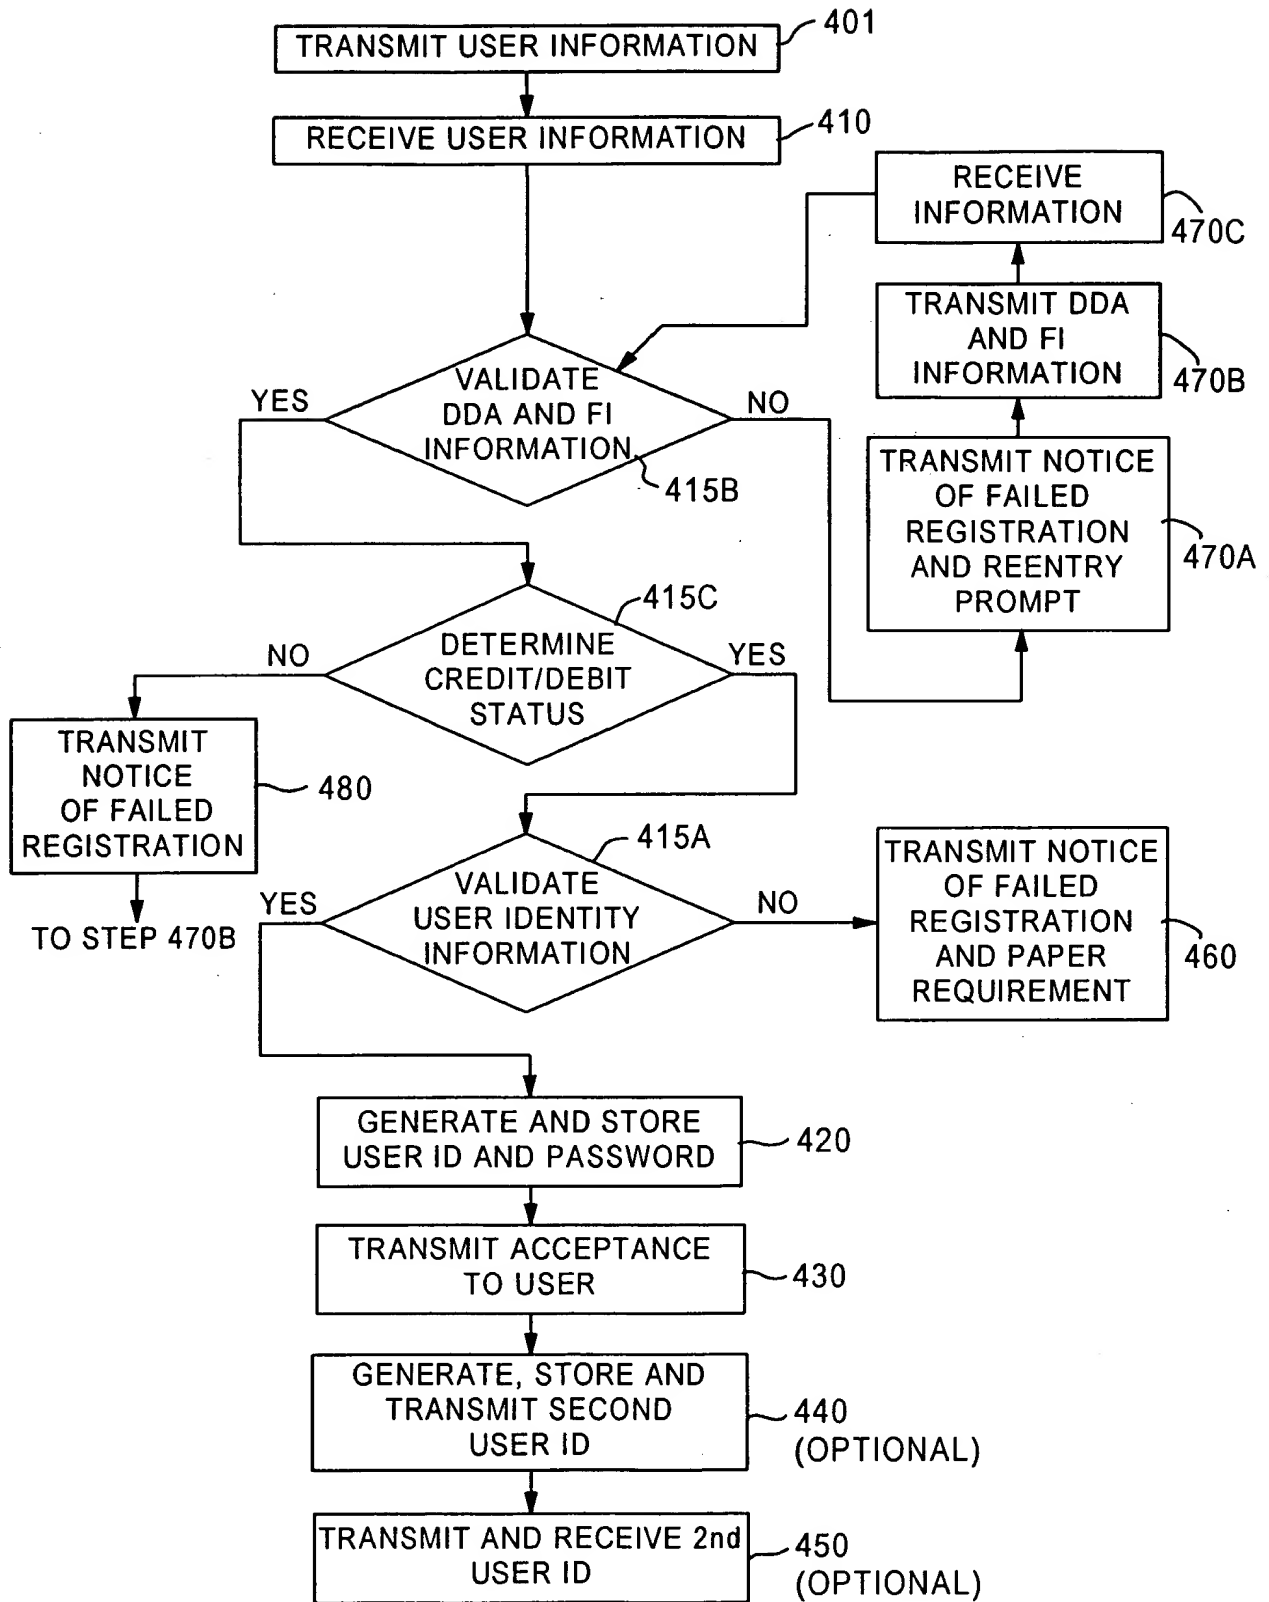 TRANSMIT USER INFORMATION
401
RECEIVE USER INFORMATION
410
RECEIVE
INFORMATION
470C
TRANSMIT DDA
AND FI
INFORMATION
470B
TRANSMIT NOTICE
OF FAILED
REGISTRATION
AND REENTRY
PROMPT
470A
YES
VALIDATE
DDA AND FI
INFORMATION
NO
415B
415C
NO
DETERMINE
CREDIT/DEBIT
STATUS
YES
TRANSMIT
NOTICE
OF FAILED
REGISTRATION
480
TO STEP 470B
415A
YES
VALIDATE
USER IDENTITY
INFORMATION
NO
TRANSMIT NOTICE
OF FAILED
REGISTRATION
AND PAPER
REQUIREMENT
460
GENERATE AND STORE
USER ID AND PASSWORD
420
TRANSMIT ACCEPTANCE
TO USER
430
GENERATE, STORE AND
TRANSMIT SECOND
USER ID
440
(OPTIONAL)
TRANSMIT AND RECEIVE 2nd
USER ID
450
(OPTIONAL)